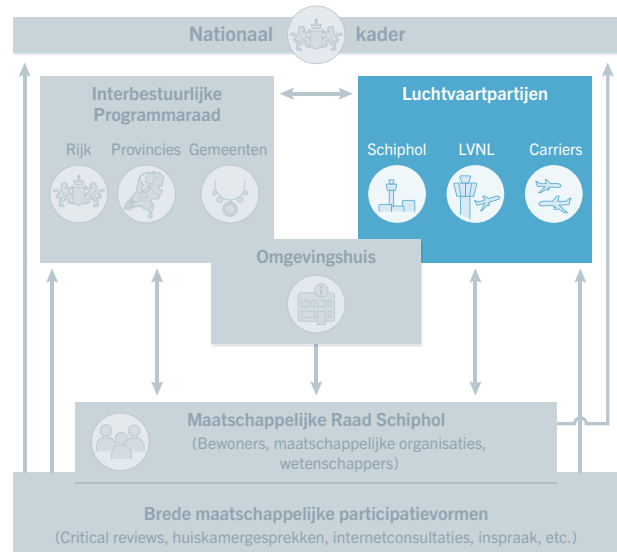 Nationaal kader
Interbestuurlijke
Programmaraad
Rijk Provincies Gemeenten
Luchtvaartpartijen
Schiphol LVNL Carriers
Omgevingshuis
Maatschappelijke Raad Schiphol
(Bewoners, maatschappelijke organisaties,
wetenschappers)
Brede maatschappelijke participatievormen
(Critical reviews, huiskamergesprekken, internetconsultaties, inspraak, etc.)